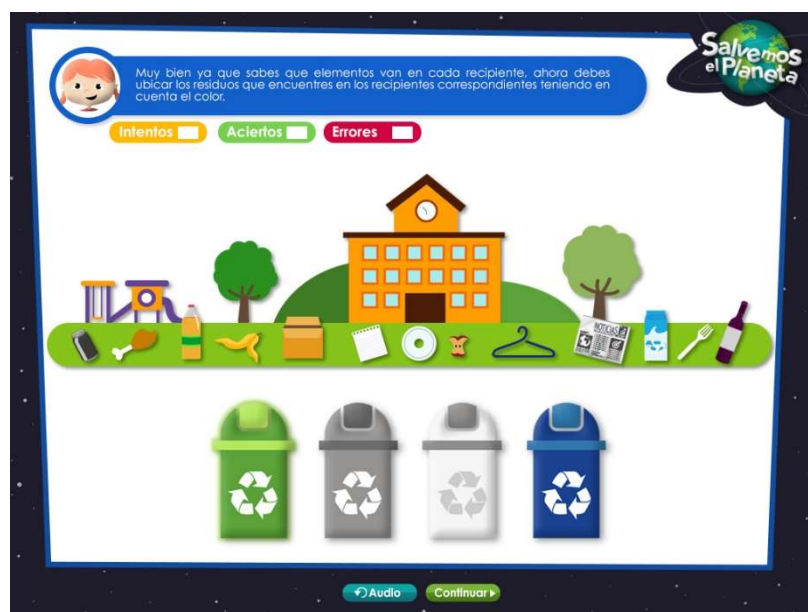 Salvemos
el Planeta
Muy bien ya que sabes que elementos van en cada recipiente, ahora debes
ubicar los residuos que encuentres en los recipientes correspondientes teniendo en
cuenta el color.
Intentos
Aciertos
Errores
NOTICIAS
Audio
Continuar